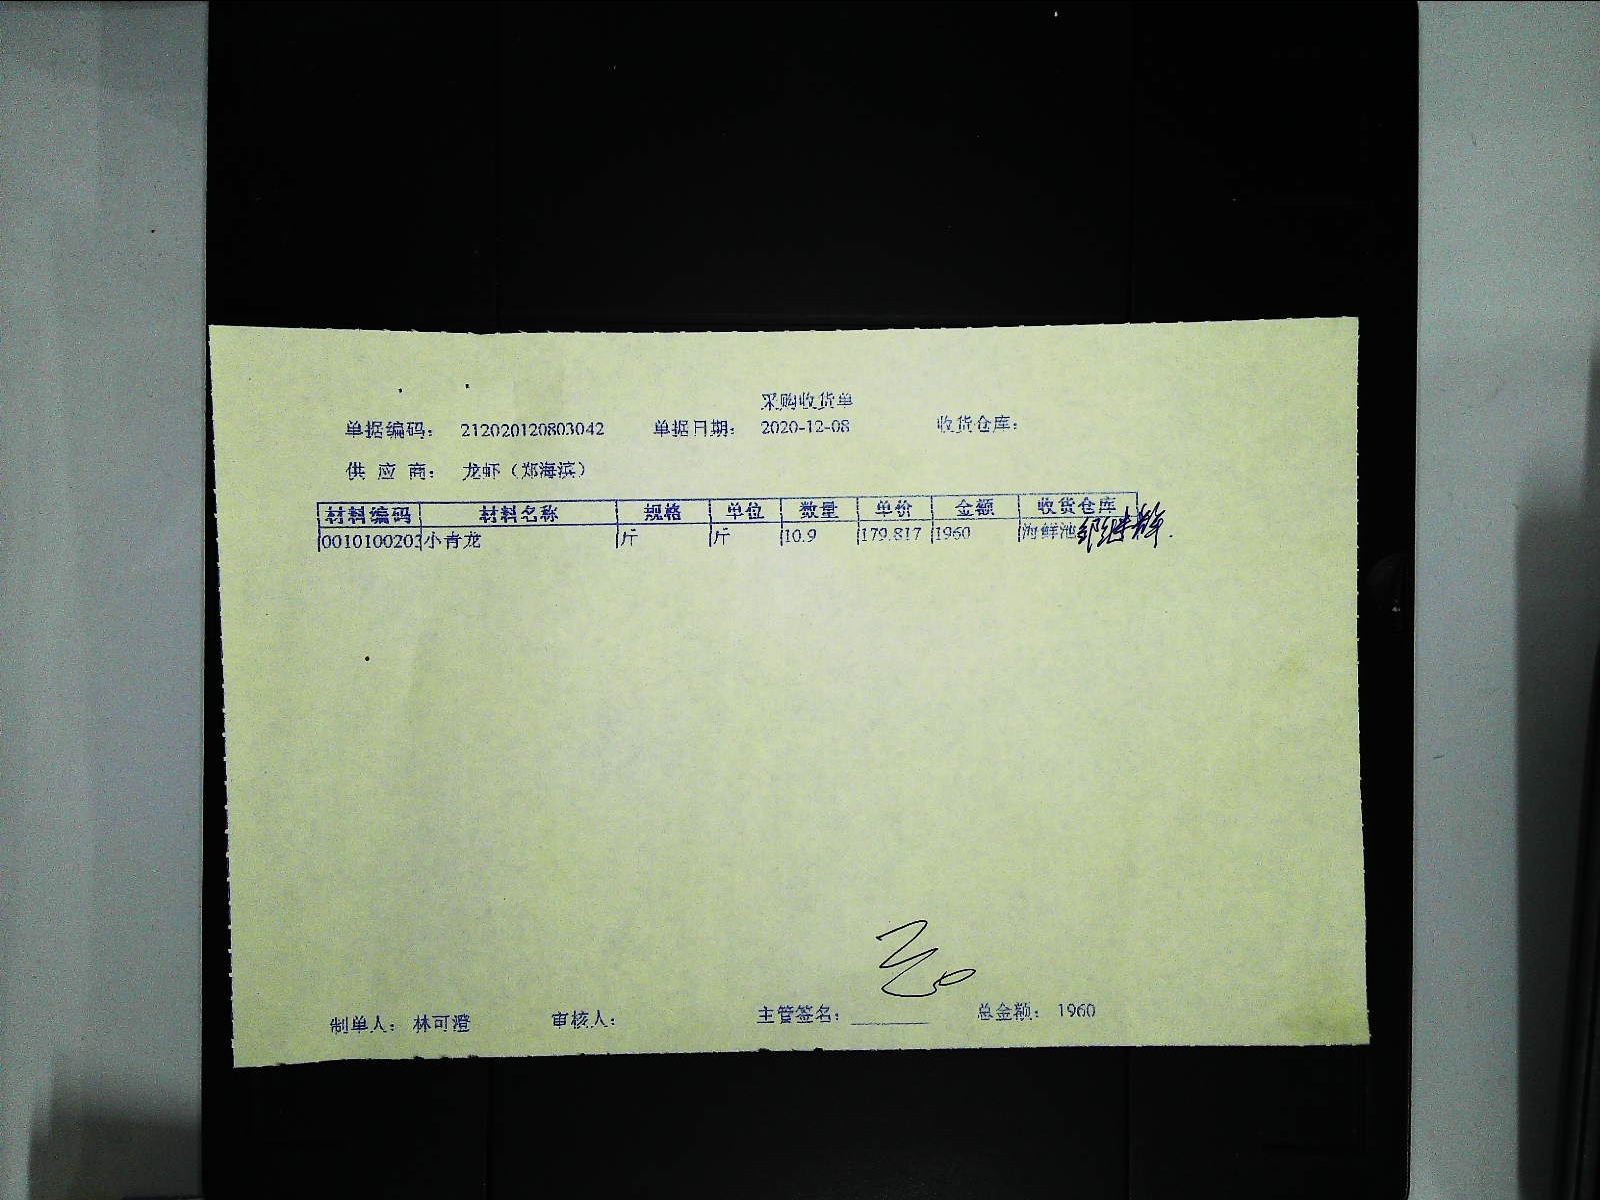 采购收货单
单据编码： 212020120803042 单据日期： 2020-12-08 收货仓库：
供 应 商： 龙虾（郑海滨）
材料编码 材料名称 规格 单位 数量 单价 金额 收货仓库
0010100202 小青龙 斤 斤 10.9 179.817 1960 海鲜池
制单人： 林可澄 审核人： 主管签名： 总金额： 1960